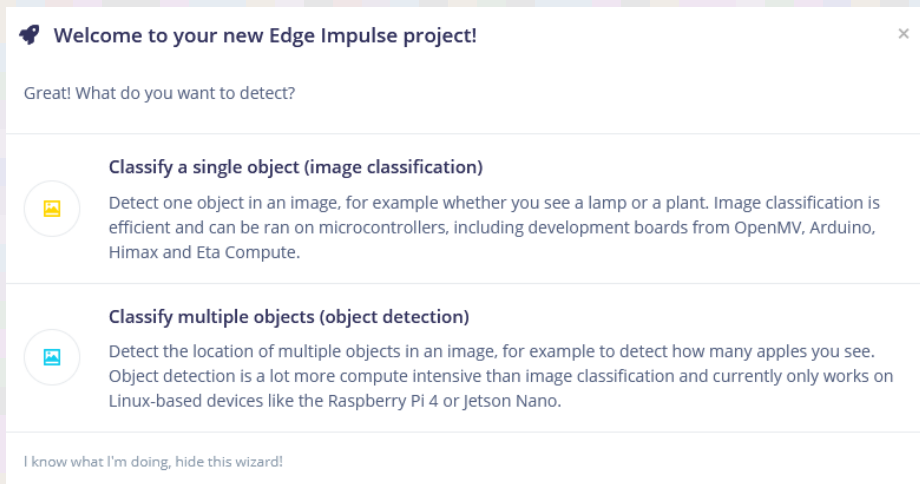 Welcome to your new Edge Impulse project!
×
Great! What do you want to detect?
Classify a single object (image classification)
Detect one object in an image, for example whether you see a lamp or a plant. Image classification is
efficient and can be ran on microcontrollers, including development boards from OpenMV, Arduino,
Himax and Eta Compute.
Classify multiple objects (object detection)
Detect the location of multiple objects in an image, for example to detect how many apples you see.
Object detection is a lot more compute intensive than image classification and currently only works on
Linux-based devices like the Raspberry Pi 4 or Jetson Nano.
I know what I'm doing, hide this wizard!